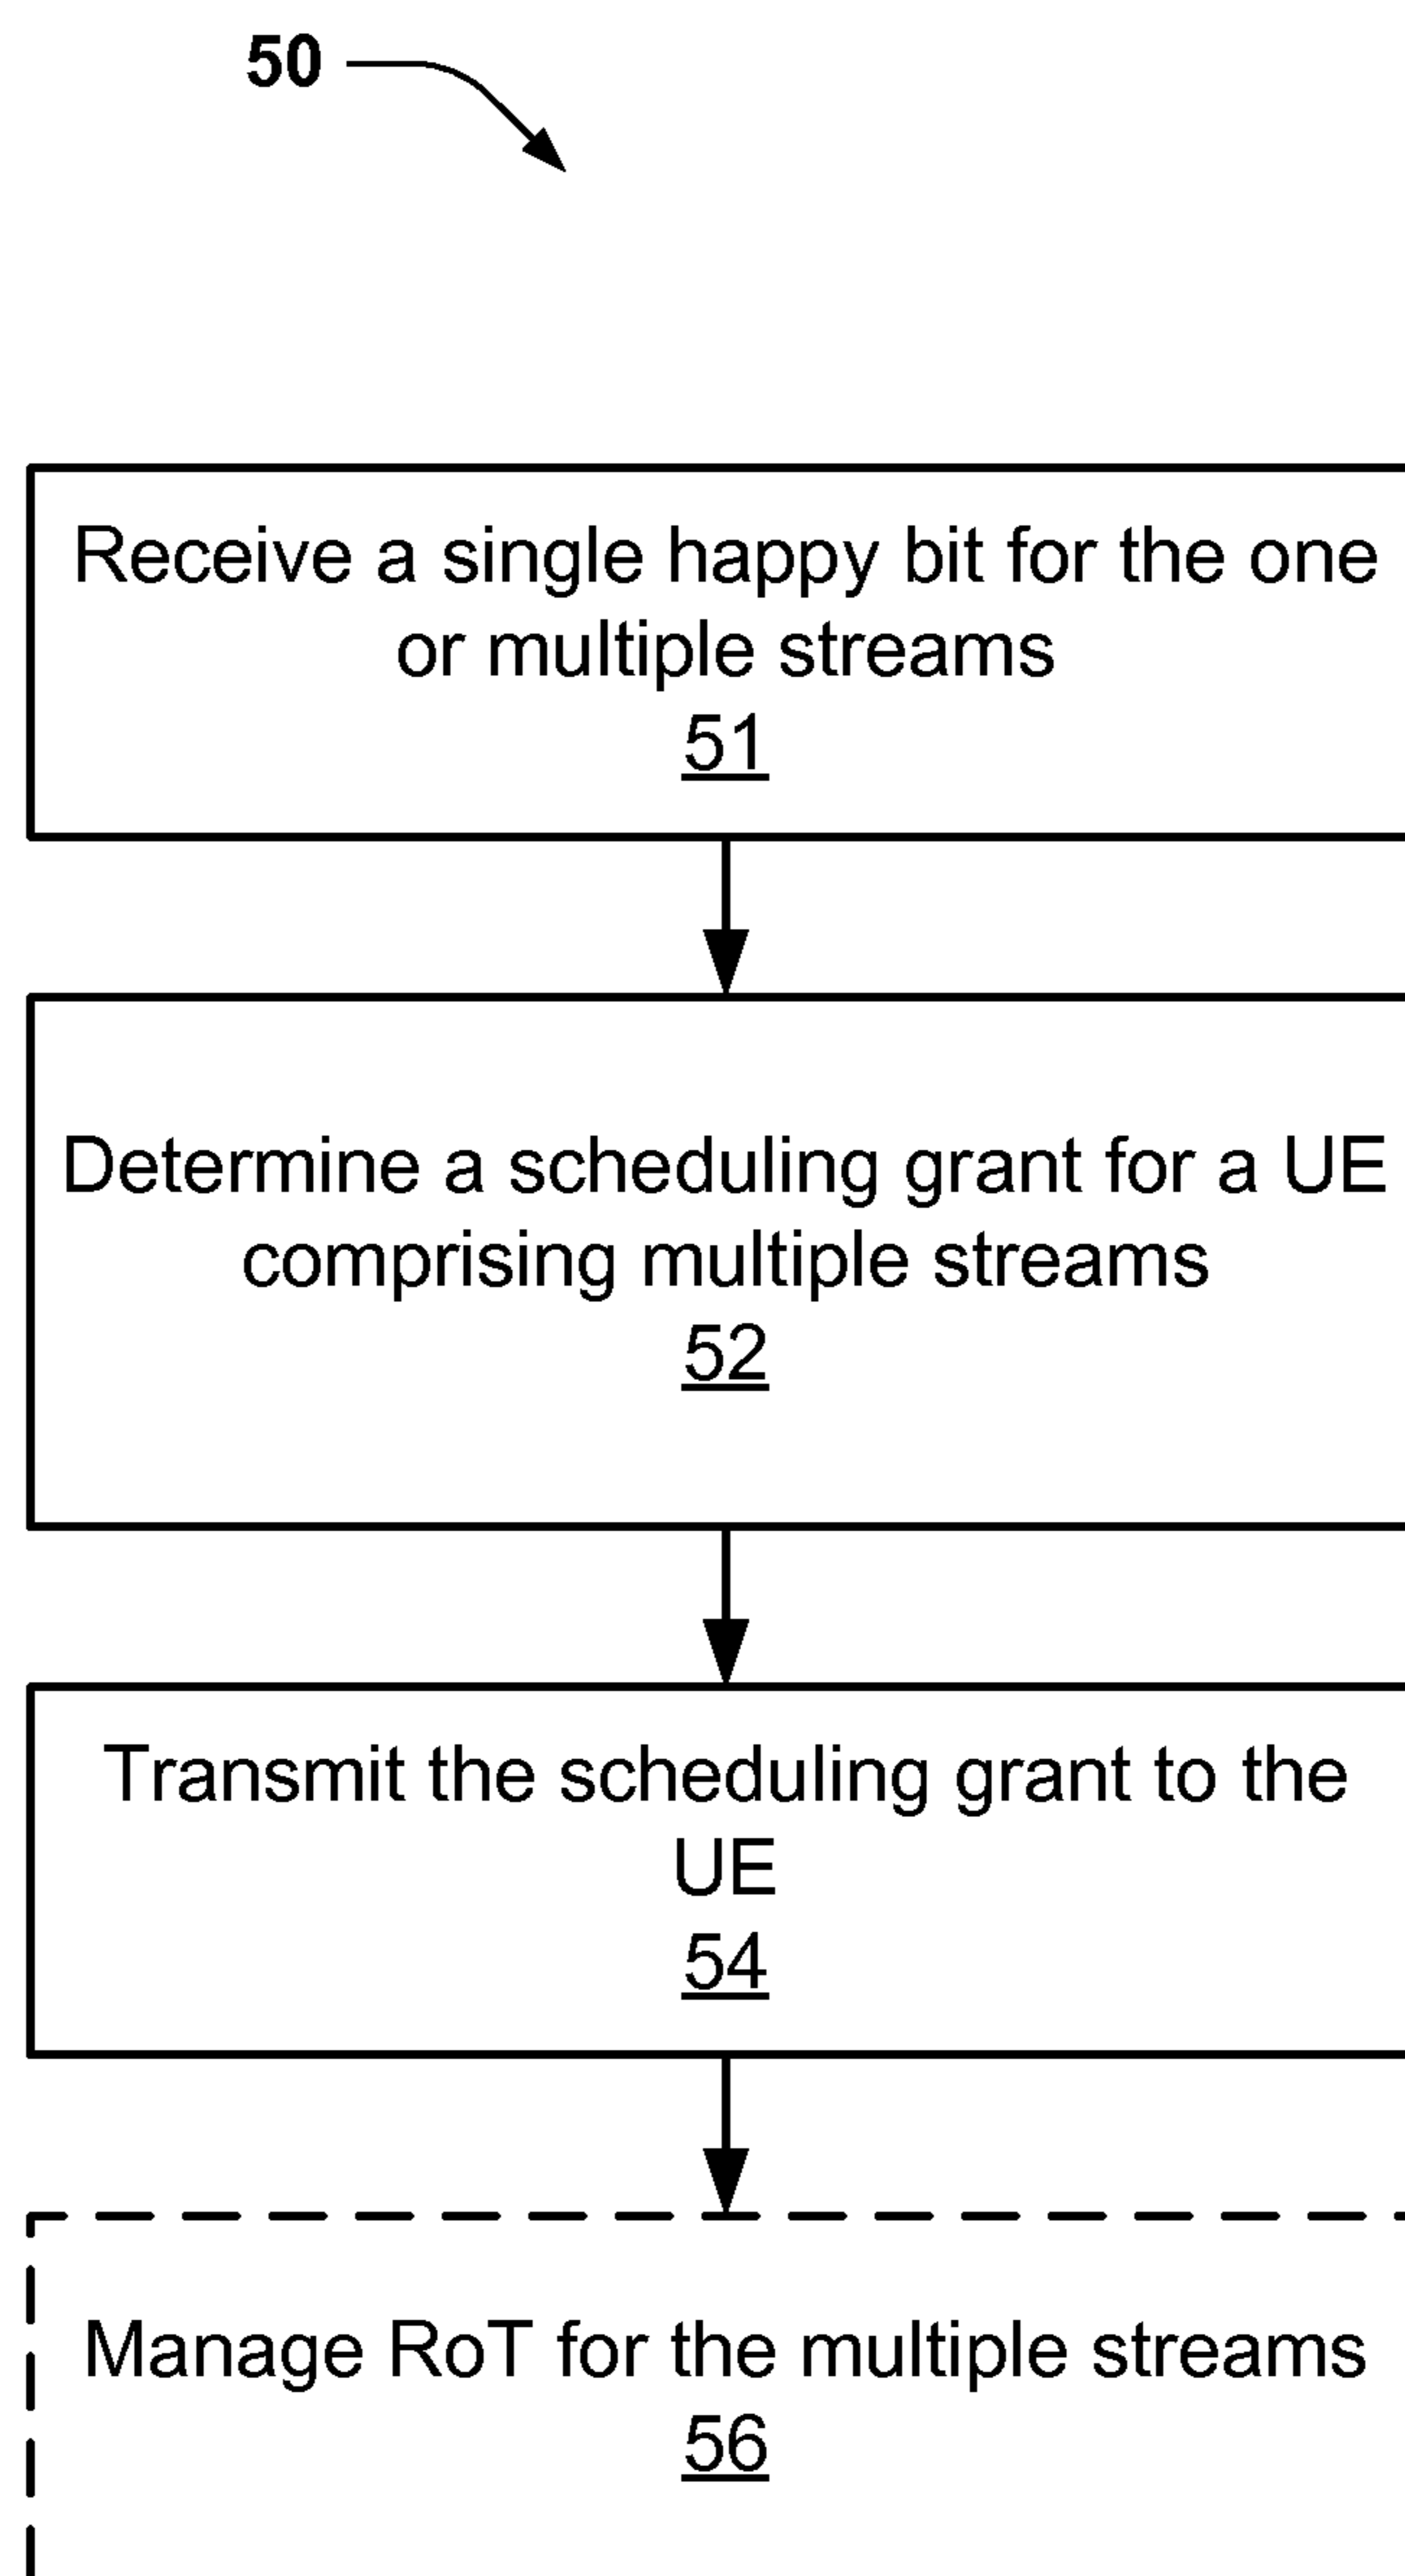 50
Receive a single happy bit for the one
or multiple streams
51
Determine a scheduling grant for a UE
comprising multiple streams
52
Transmit the scheduling grant to the
UE
54
Manage RoT for the multiple streams
56